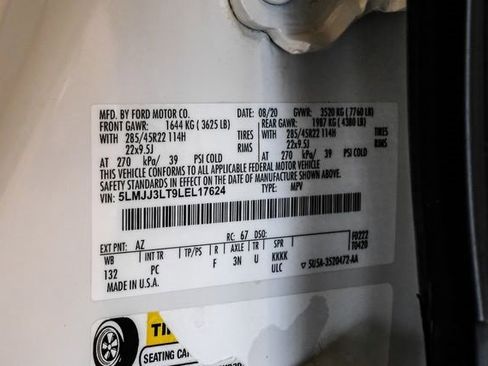 MFD. BY FORD MOTOR CO. DATE: 08/20 GVWR: 3520 KG ( 7760 LB)
FRONT GAWR: 1644 KG ( 3625 LB) REAR GAWR: 1987 KG ( 4380 LB)
WITH 285/45R22 114H TIRES WITH 285/45R22 114H TIRES
22x9.5J RIMS 22x9.5J RIMS
AT 270 kPa/ 39 PSI COLD AT 270 kPa/ 39 PSI COLD
THIS VEHICLE CONFORMS TO ALL APPLICABLE FEDERAL MOTOR VEHICLE
SAFETY STANDARDS IN EFFECT ON THE DATE OF MANUFACTURE SHOWN ABOVE.
VIN: 5LMJJ3LT9LEL17624 TYPE: MPV
EXT PNT: AZ RC: 67 DSO: F0222
WB INT TR TP/PS R AXLE TR SPR T0420
132 PC F 3N U KKKK
ULC ▽ 5U5A-3520472-AA
MADE IN U.S.A.
TI
SEATING CA